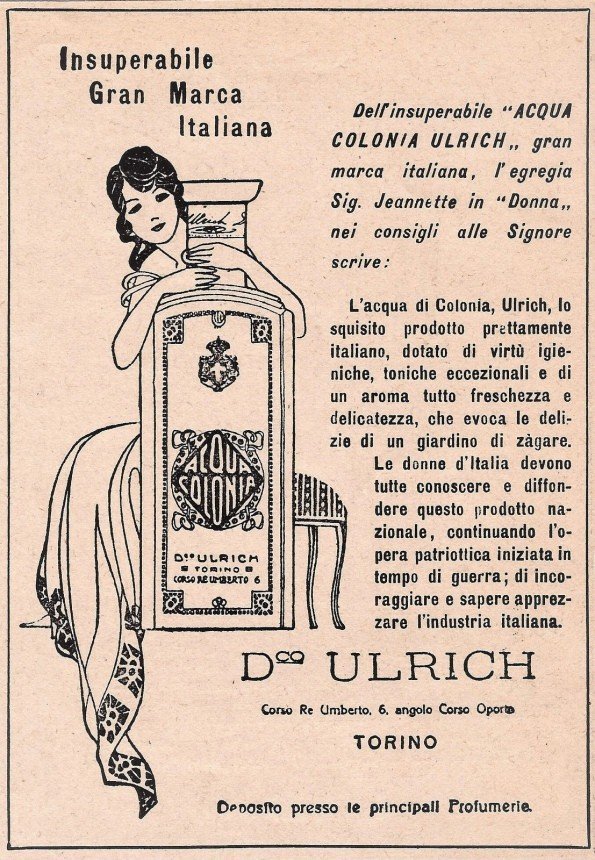 Insuperabile
Gran Marca
Italiana
Dell'insuperabile "ACQUA
COLONIA ULRICH„ gran
marca italiana, l'egregia
Sig. Jeannette in "Donna„
nei consigli alle Signore
scrive:
L'acqua di Colonia, Ulrich, lo
squisito prodotto prettamente
italiano, dotato di virtù igie-
niche, toniche eccezionali e di
un aroma tutto freschezza e
delicatezza, che evoca le deli-
zie di un giardino di zàgare.
Le donne d'Italia devono
tutte conoscere e diffon-
dere questo prodotto na-
zionale, continuando l'o-
pera patriottica iniziata in
tempo di guerra; di inco-
raggiare e sapere apprez-
zare l'industria italiana.
Ulrich
ACQUA
COLONIA
Dco ULRICH
TORINO
CORSO RE UMBERTO 6
Dco ULRICH
Corso Re Umberto, 6, angolo Corso Oporto
TORINO
Deposito presso le principali Profumerie.